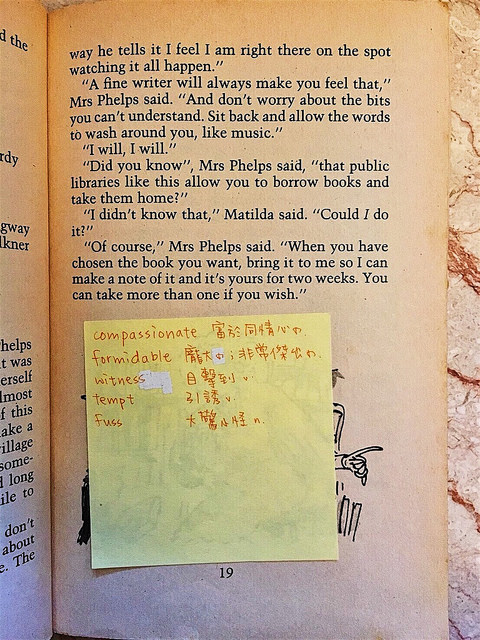 d the
rdy
gway
lkner
helps
t was
erself
lmost
f this
ake a
illage
some-
d long
ile to
don't
about
e. The
way he tells it I feel I am right there on the spot
watching it all happen."
"A fine writer will always make you feel that,"
Mrs Phelps said. "And don't worry about the bits
you can't understand. Sit back and allow the words
to wash around you, like music."
"I will, I will."
"Did you know", Mrs Phelps said, "that public
libraries like this allow you to borrow books and
take them home?"
"I didn't know that," Matilda said. "Could I do
it?"
"Of course," Mrs Phelps said. "When you have
chosen the book you want, bring it to me so I can
make a note of it and it's yours for two weeks. You
can take more than one if you wish."
compassionate 富於同情心的.
formidable 龐大的;非常傑出的.
witness 目擊到 v.
tempt 引誘 v.
fuss 大驚小怪 n.
19